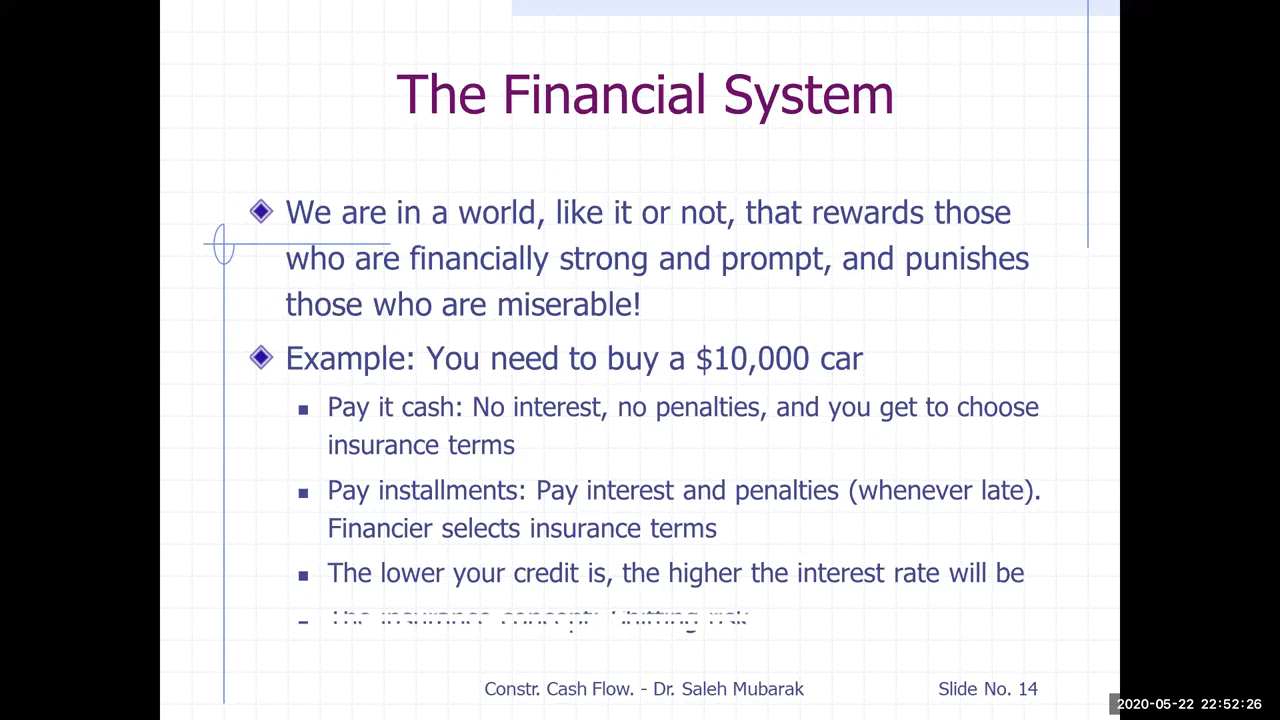 The Financial System
We are in a world, like it or not, that rewards those
who are financially strong and prompt, and punishes
those who are miserable!
Example: You need to buy a $10,000 car
Pay it cash: No interest, no penalties, and you get to choose
insurance terms
Pay installments: Pay interest and penalties (whenever late).
Financier selects insurance terms
The lower your credit is, the higher the interest rate will be
Constr. Cash Flow. - Dr. Saleh Mubarak
Slide No. 14
2020-05-22 22:52:26